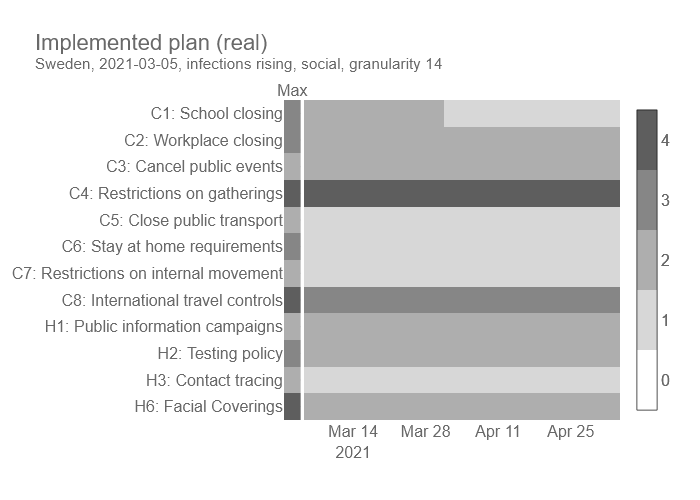 Implemented plan (real)
Sweden, 2021-03-05, infections rising, social, granularity 14
Max
C1: School closing
C2: Workplace closing
C3: Cancel public events
C4: Restrictions on gatherings
C5: Close public transport
C6: Stay at home requirements
C7: Restrictions on internal movement
C8: International travel controls
H1: Public information campaigns
H2: Testing policy
H3: Contact tracing
H6: Facial Coverings
Mar 14 Mar 28 Apr 11 Apr 25
2021
4
3
2
1
0